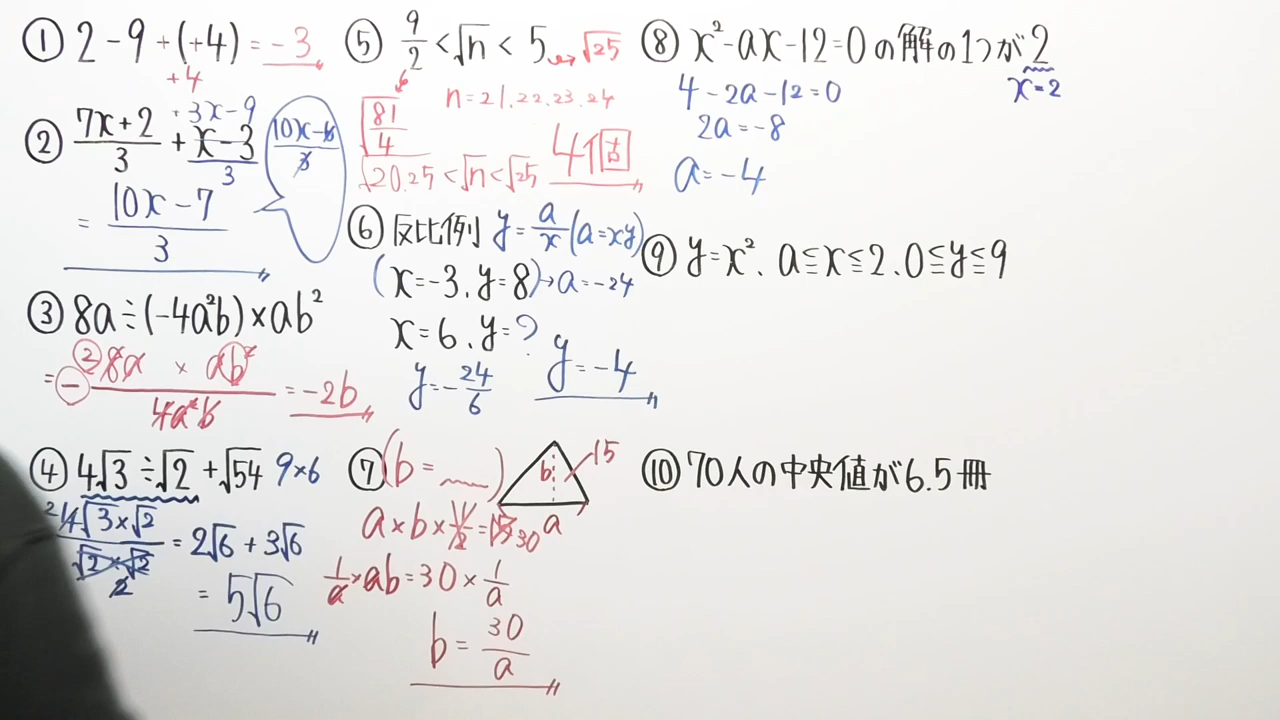 ① 2-9+(+4) = -3
+4
② 7x+2/3 + x-3/3
+3x-9
10x-6/3
= 10x-7/3
③ 8a÷(-4a²b)×ab²
= - ② 8a × ab²/4a²b = -2b
④ 4√3÷√2+√54 9×6
2 4√3×√2/√2×√2 = 2√6+3√6
2
= 5√6
⑤ 9/2<√n<5 → √25
√81/4
n=21.22.23.24
√20.25<√n<√25 4個
⑥ 反比例 y=a/x (a=xy)
(x=-3.y=8)→a=-24
x=6.y=?
y=-24/6 y=-4
⑦ (b= )
b 15
a
a×b×1/2=15 30
1/a×ab=30×1/a
b=30/a
⑧ x²-ax-12=0の解の1つが2
x=2
4-2a-12=0
2a=-8
a=-4
⑨ y=x².a≦x≦2.0≦y≦9
⑩ 70人の中央値が6.5冊